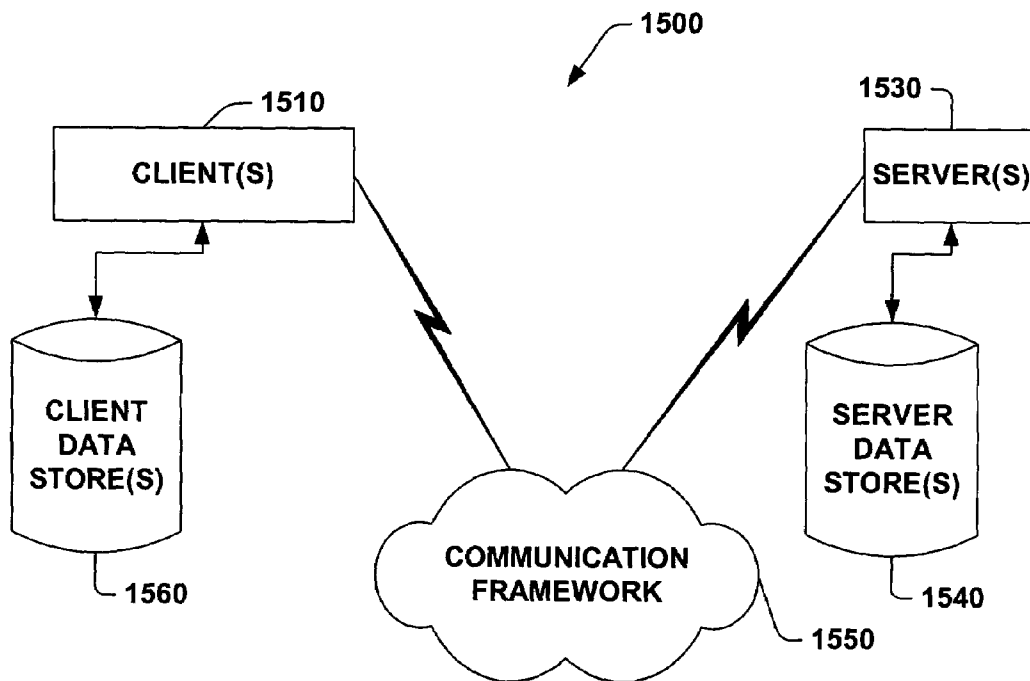 1500
1510
1530
CLIENT(S)
SERVER(S)
CLIENT
DATA
STORE(S)
SERVER
DATA
STORE(S)
COMMUNICATION
FRAMEWORK
1560
1540
1550